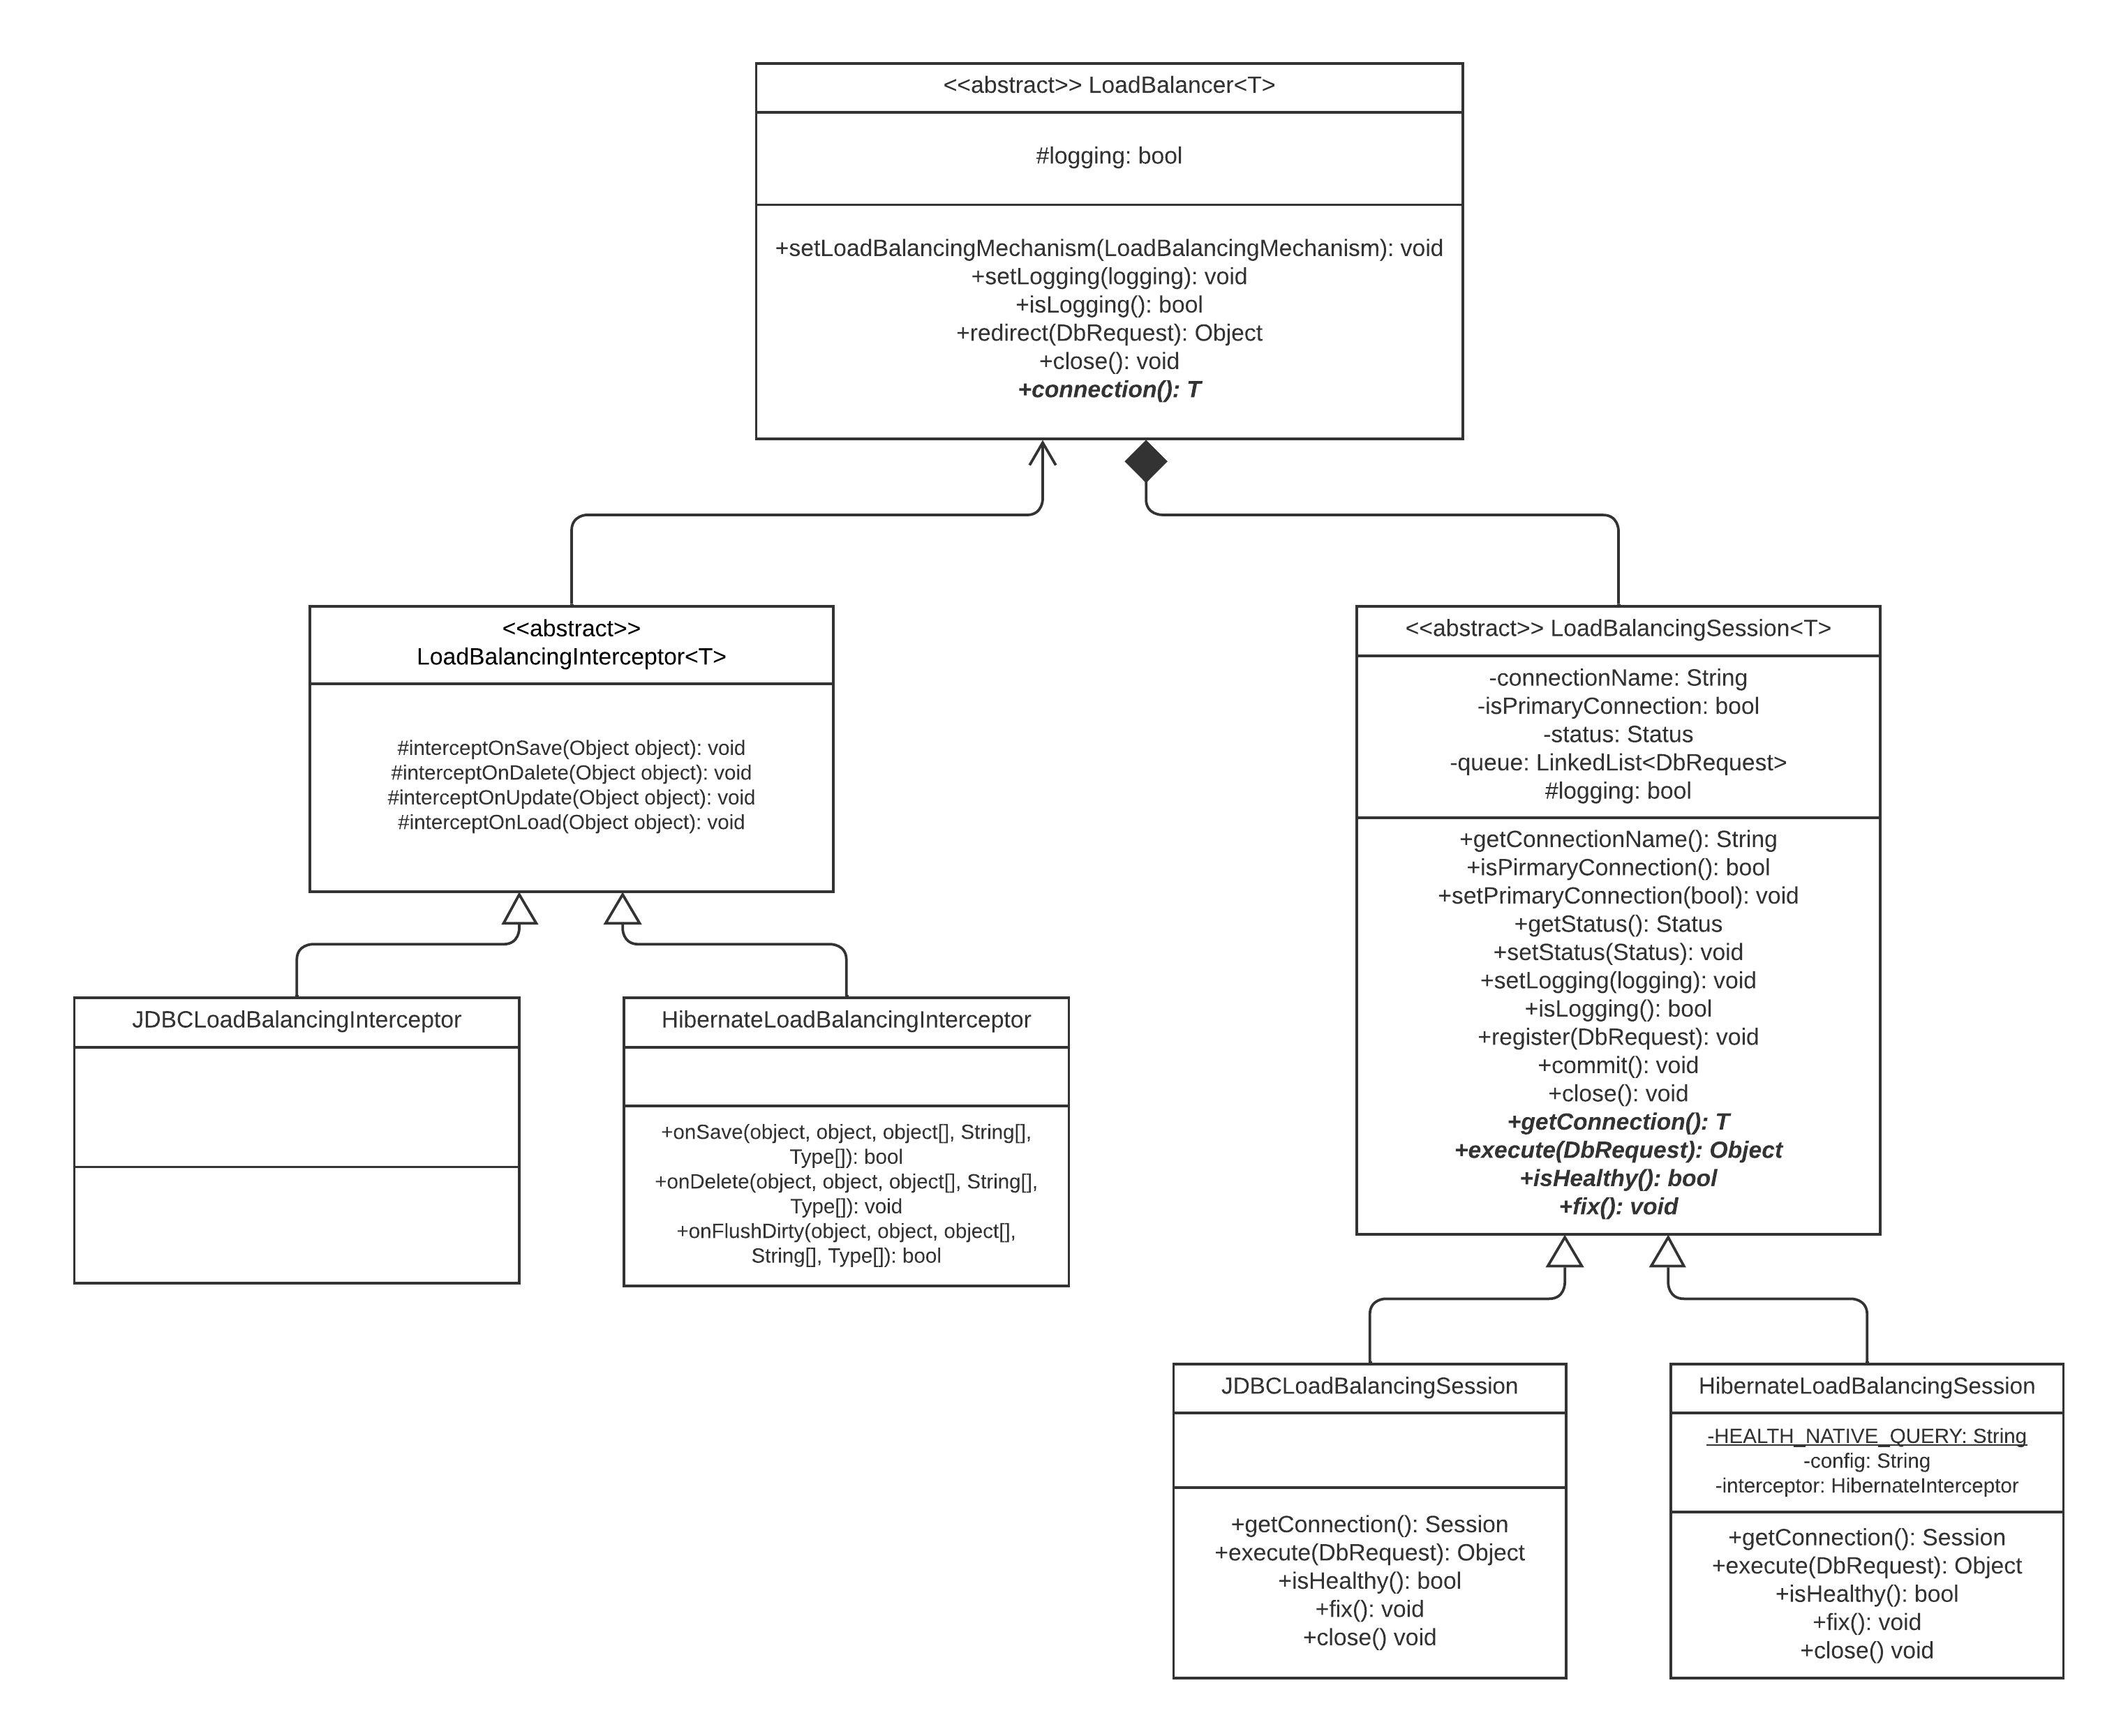 <<abstract>> LoadBalancer<T>
#logging: bool
+setLoadBalancingMechanism(LoadBalancingMechanism): void
+setLogging(logging): void
+isLogging(): bool
+redirect(DbRequest): Object
+close(): void
+connection(): T
<<abstract>>
LoadBalancingInterceptor<T>
#interceptOnSave(Object object): void
#interceptOnDalete(Object object): void
#interceptOnUpdate(Object object): void
#interceptOnLoad(Object object): void
<<abstract>> LoadBalancingSession<T>
-connectionName: String
-isPrimaryConnection: bool
-status: Status
-queue: LinkedList<DbRequest>
#logging: bool
+getConnectionName(): String
+isPirmaryConnection(): bool
+setPrimaryConnection(bool): void
+getStatus(): Status
+setStatus(Status): void
+setLogging(logging): void
+isLogging(): bool
+register(DbRequest): void
+commit(): void
+close(): void
+getConnection(): T
+execute(DbRequest): Object
+isHealthy(): bool
+fix(): void
JDBCLoadBalancingInterceptor
HibernateLoadBalancingInterceptor
+onSave(object, object, object[], String[],
Type[]): bool
+onDelete(object, object, object[], String[],
Type[]): void
+onFlushDirty(object, object, object[],
String[], Type[]): bool
JDBCLoadBalancingSession
+getConnection(): Session
+execute(DbRequest): Object
+isHealthy(): bool
+fix(): void
+close() void
HibernateLoadBalancingSession
-HEALTH_NATIVE_QUERY: String
-config: String
-interceptor: HibernateInterceptor
+getConnection(): Session
+execute(DbRequest): Object
+isHealthy(): bool
+fix(): void
+close() void